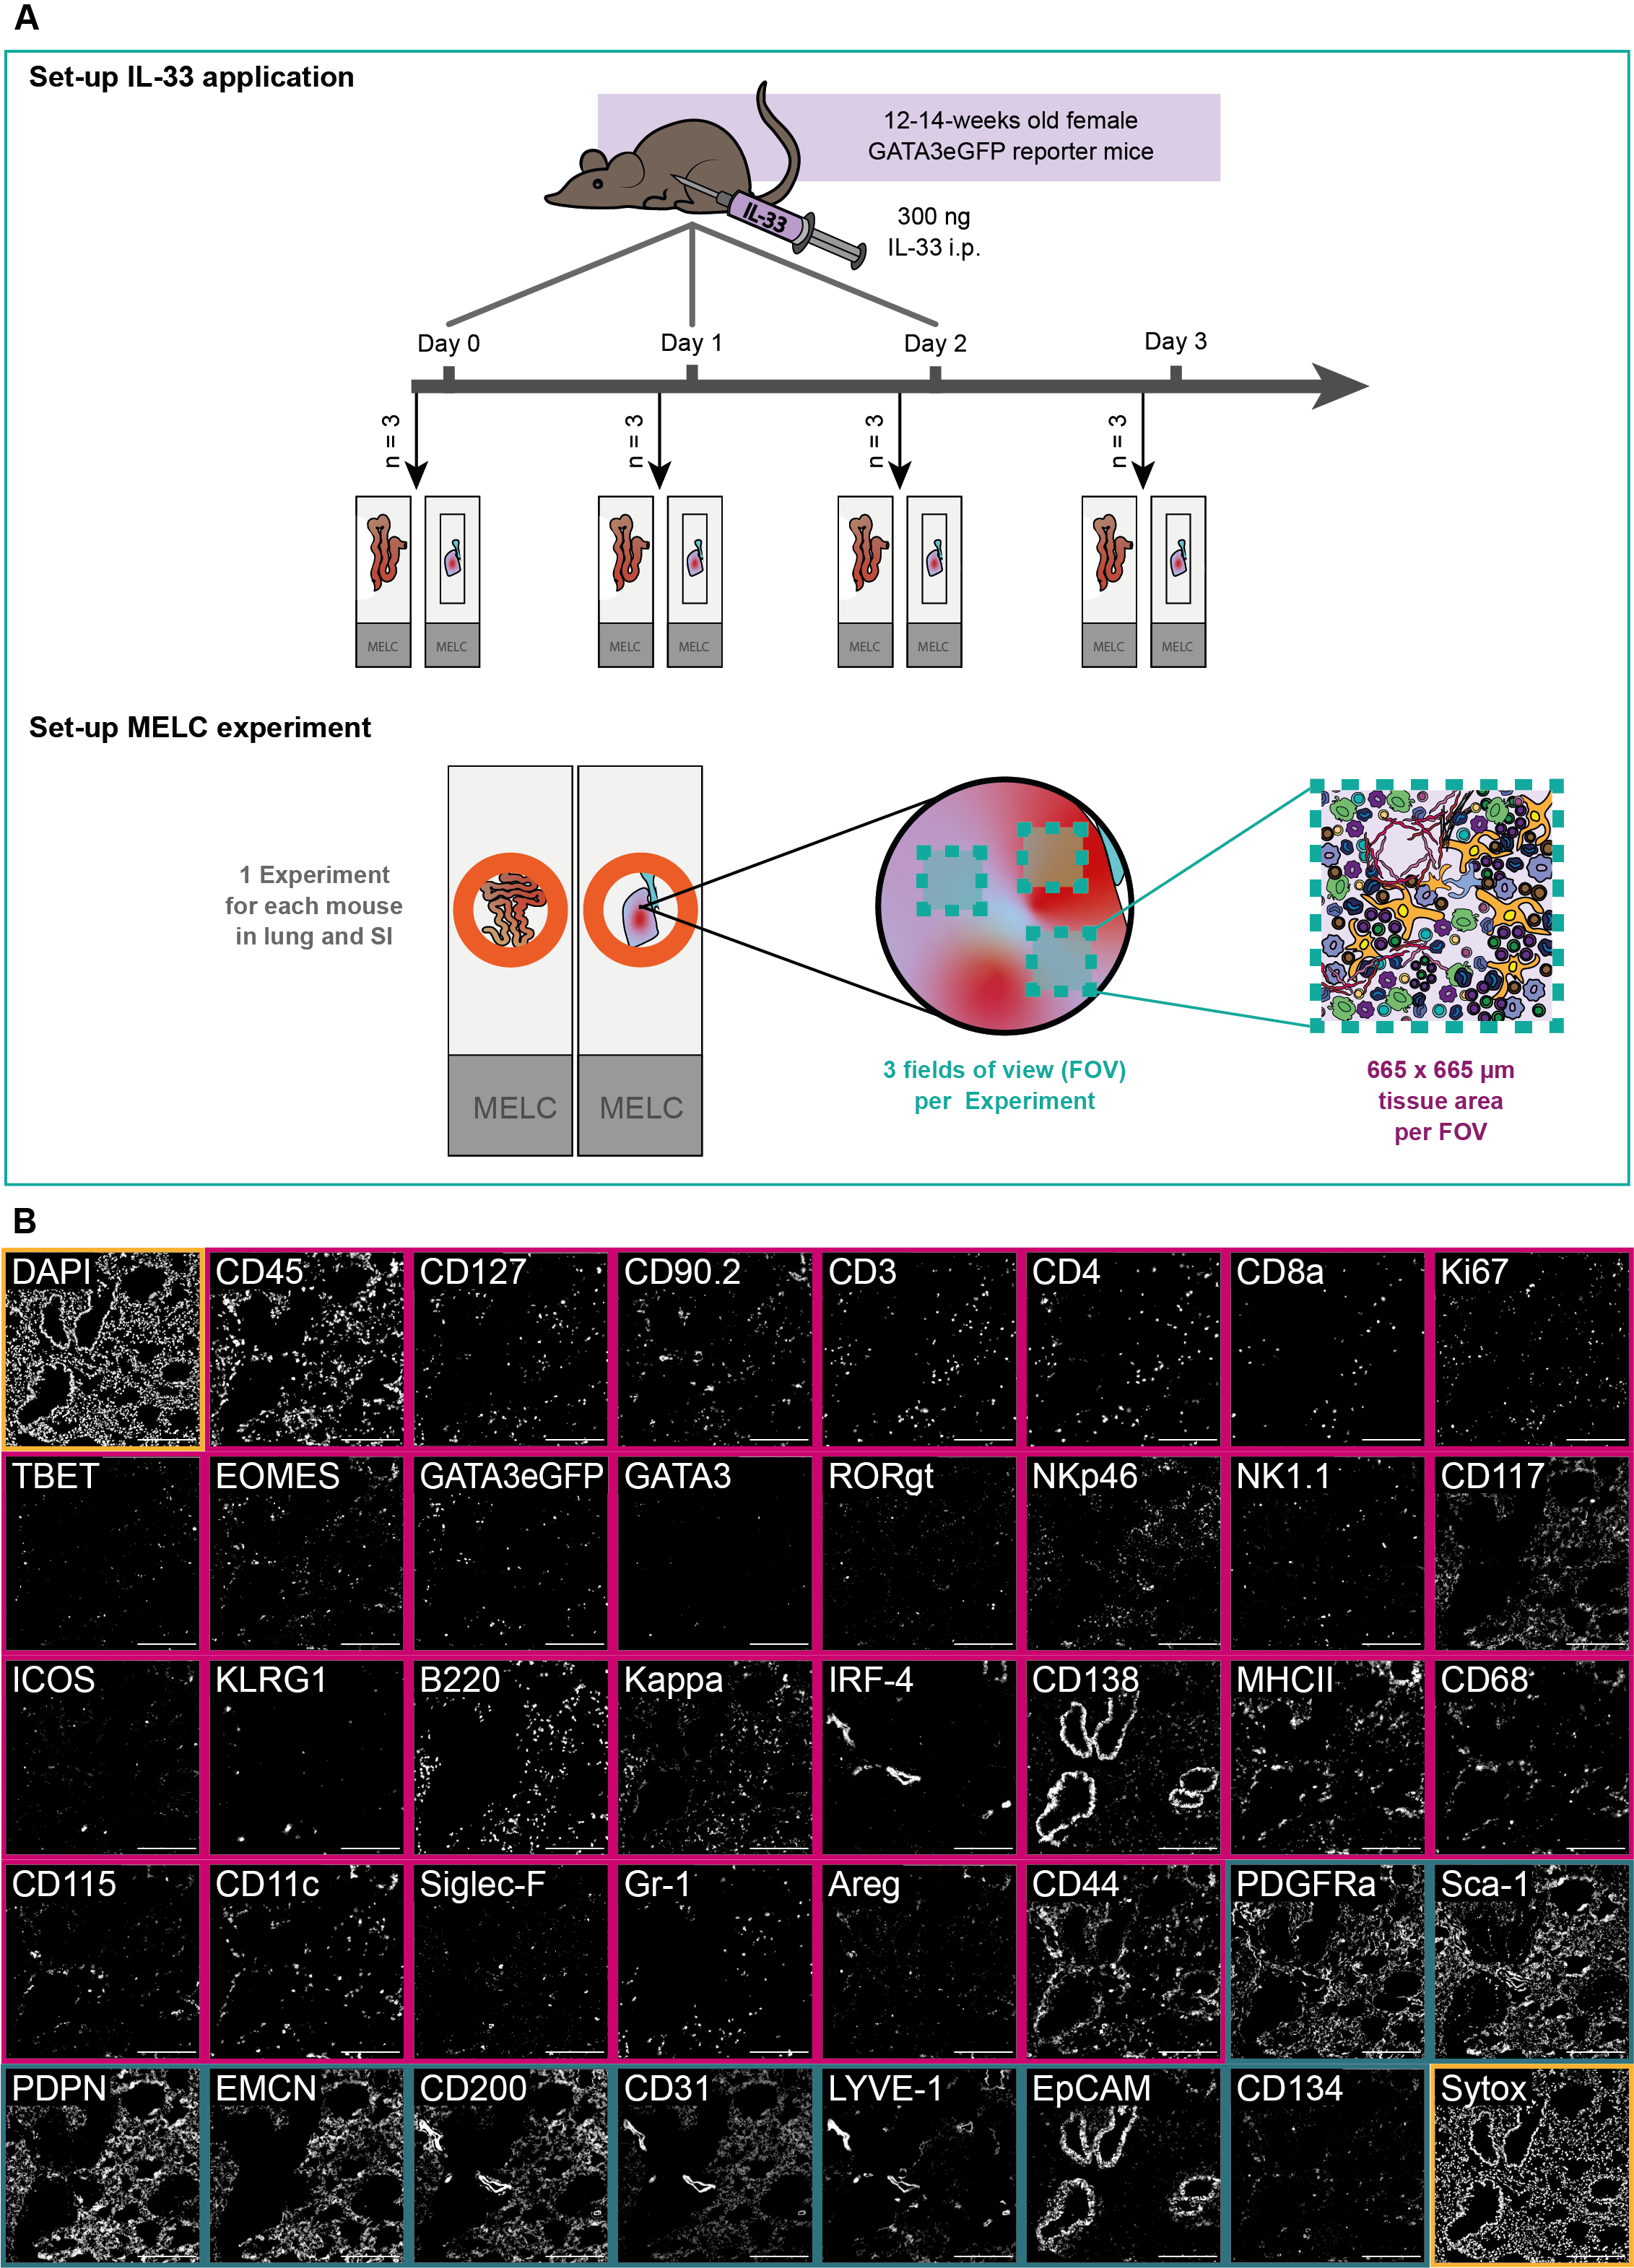 A
Set-up IL-33 application
12-14-weeks old female
GATA3eGFP reporter mice
IL-33
300 ng
IL-33 i.p.
Day 0
Day 1
Day 2
Day 3
n = 3
n = 3
n = 3
n = 3
MELC
MELC
MELC
MELC
MELC
MELC
MELC
MELC
Set-up MELC experiment
1 Experiment
for each mouse
in lung and SI
MELC
MELC
3 fields of view (FOV)
per Experiment
665 x 665 µm
tissue area
per FOV
B
DAPI
CD45
CD127
CD90.2
CD3
CD4
CD8a
Ki67
TBET
EOMES
GATA3eGFP
GATA3
RORgt
NKp46
NK1.1
CD117
ICOS
KLRG1
B220
Kappa
IRF-4
CD138
MHCII
CD68
CD115
CD11c
Siglec-F
Gr-1
Areg
CD44
PDGFRa
Sca-1
PDPN
EMCN
CD200
CD31
LYVE-1
EpCAM
CD134
Sytox